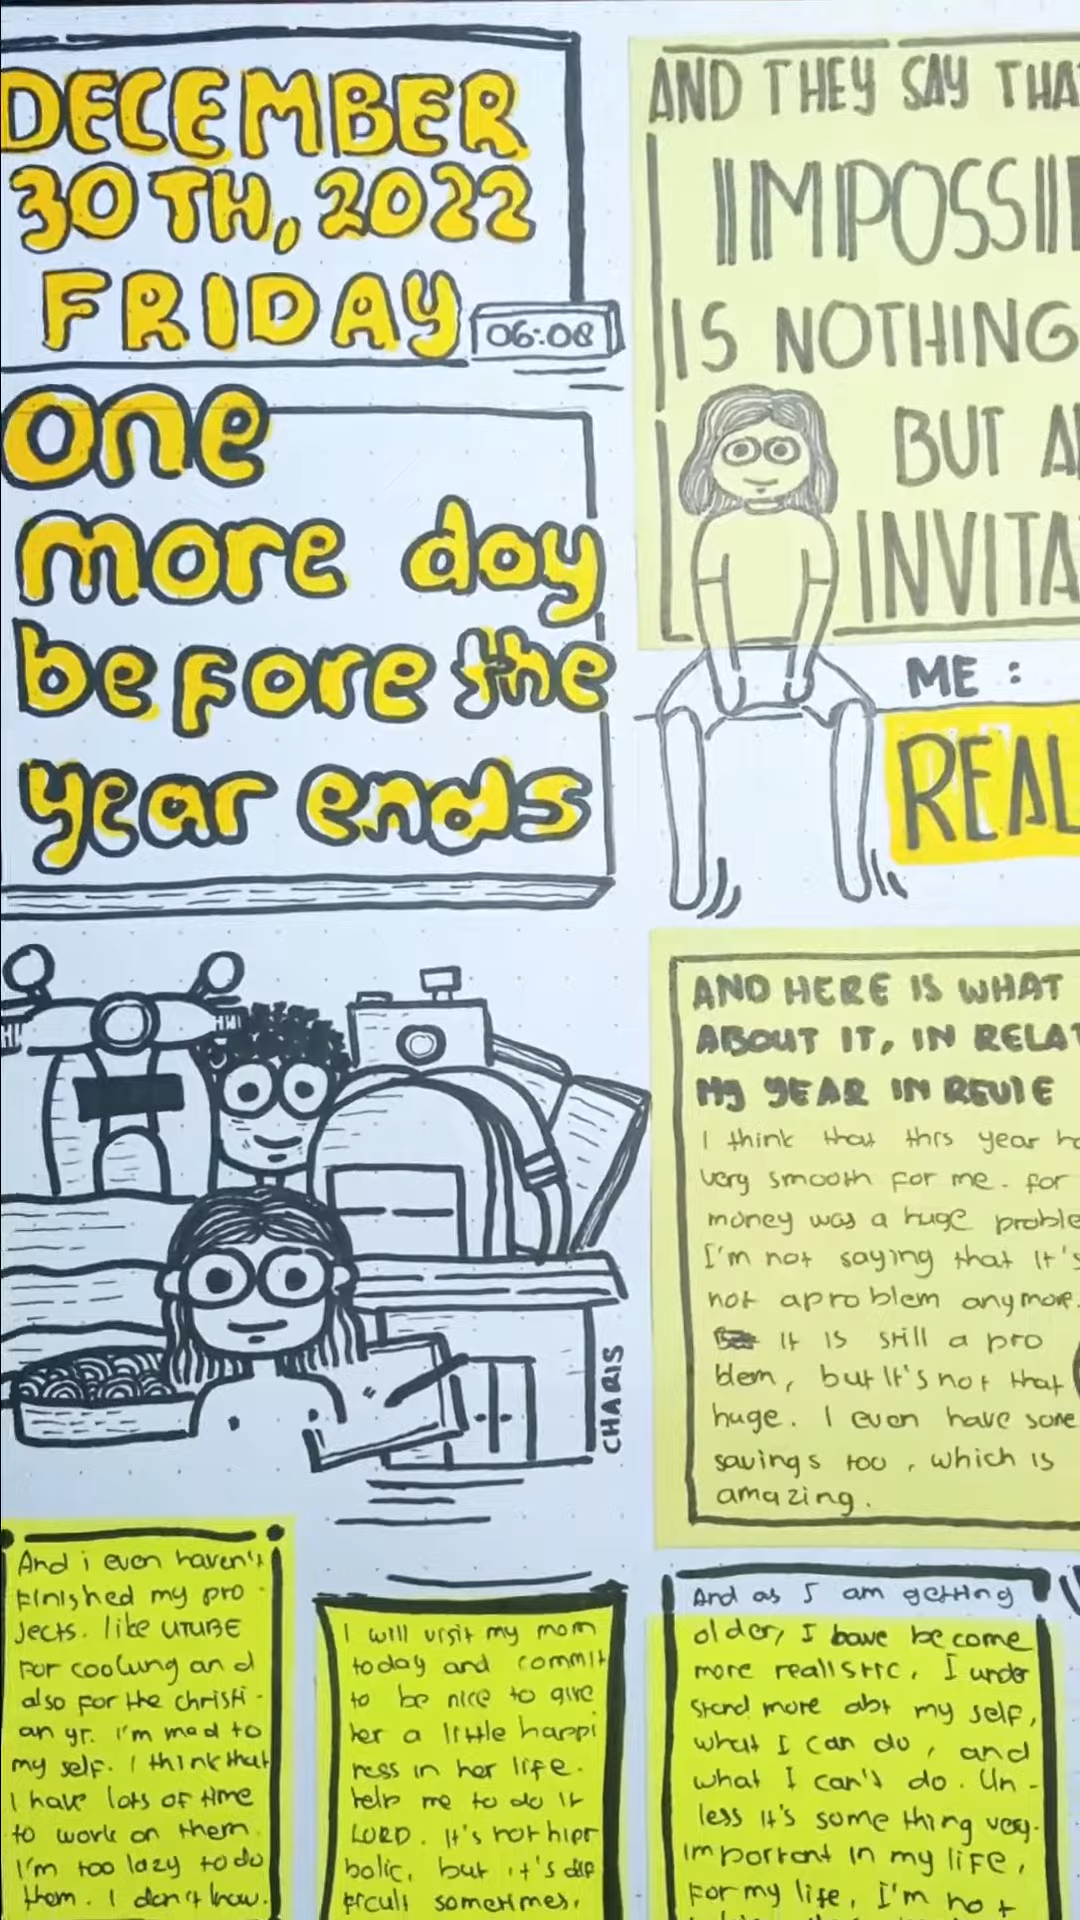 DECEMBER
30TH, 2022
FRIDAY
06:08
one
more day
before the
year ends
AND THEY SAY
IS NOTHING
BUT
ME:
AND HERE IS WHAT
ABOUT IT, IN
MY YEAR IN REVIE
I think that this year
very smooth for me. for
money was a huge
I'm not saying that It's
not aproblem anymore.
It is still a pro
blem, but It's not that
huge. I even have some
savings too, which is
amazing.
CHARIS
And i even haven't
finished my pro
jects. like UTUBE
For cooking and
also for the christi-
an yr. I'm mad to
my self. I think that
I have lots of time
to work on them.
I'm too lazy to do
them. I don't know.
I will visit my mom
today and commit
to be nice to give
her a little happi
ness in her life.
help me to do it
LORD. It's not hipr
bolic, but it's dif
ficult sometimes.
And as I am getting
older, I have become
more realistic. I under
stand more abt my self,
what I can do, and
what I can't do. Un-
less it's some thing very-
important in my life,
For my life, I'm not